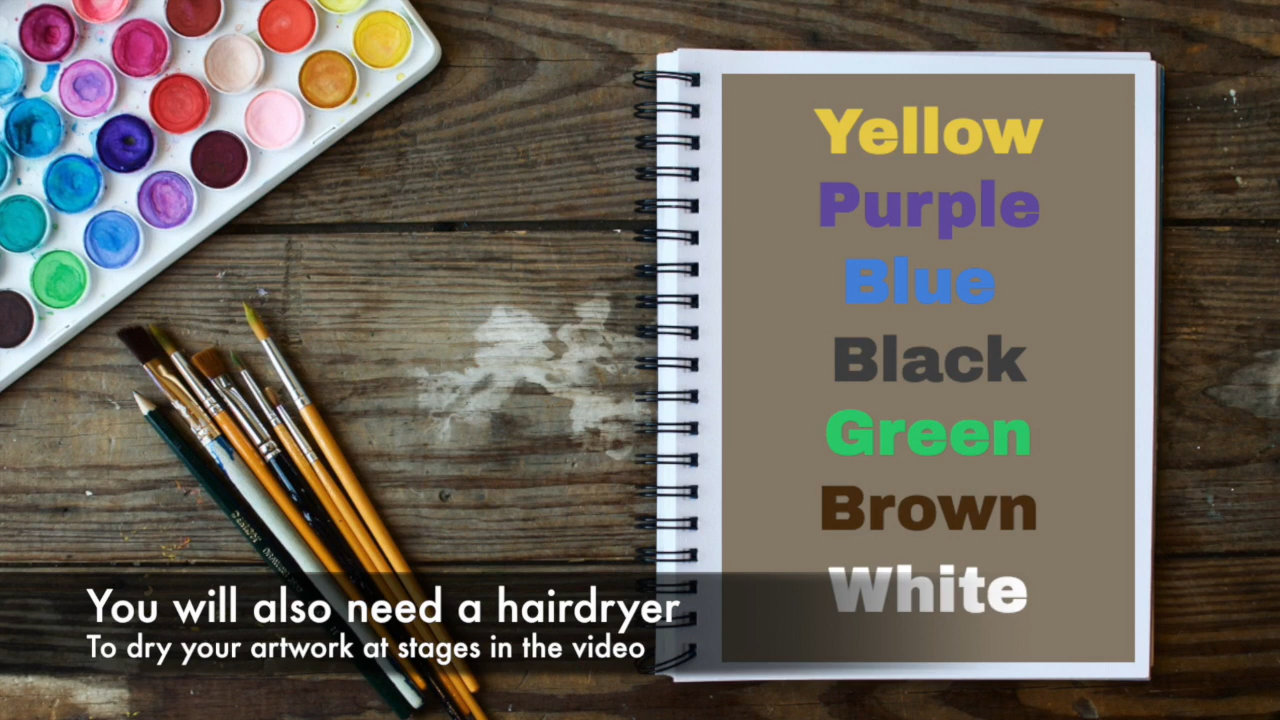 Yellow
Purple
Blue
Black
Green
Brown
White
You will also need a hairdryer
To dry your artwork at stages in the video